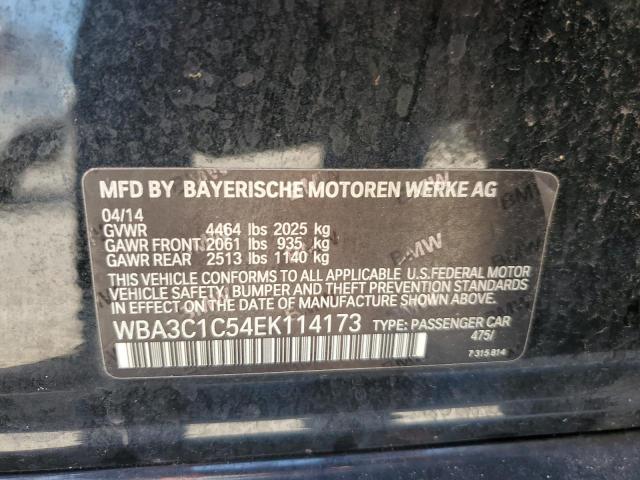 MFD BY BAYERISCHE MOTOREN WERKE AG
04/14
GVWR 4464 lbs 2025 kg
GAWR FRONT 2061 lbs 935 kg
GAWR REAR 2513 lbs 1140 kg
THIS VEHICLE CONFORMS TO ALL APPLICABLE U.S.FEDERAL MOTOR
VEHICLE SAFETY, BUMPER AND THEFT PREVENTION STANDARDS
IN EFFECT ON THE DATE OF MANUFACTURE SHOWN ABOVE.
WBA3C1C54EK114173 TYPE: PASSENGER CAR
475/
7 315 814